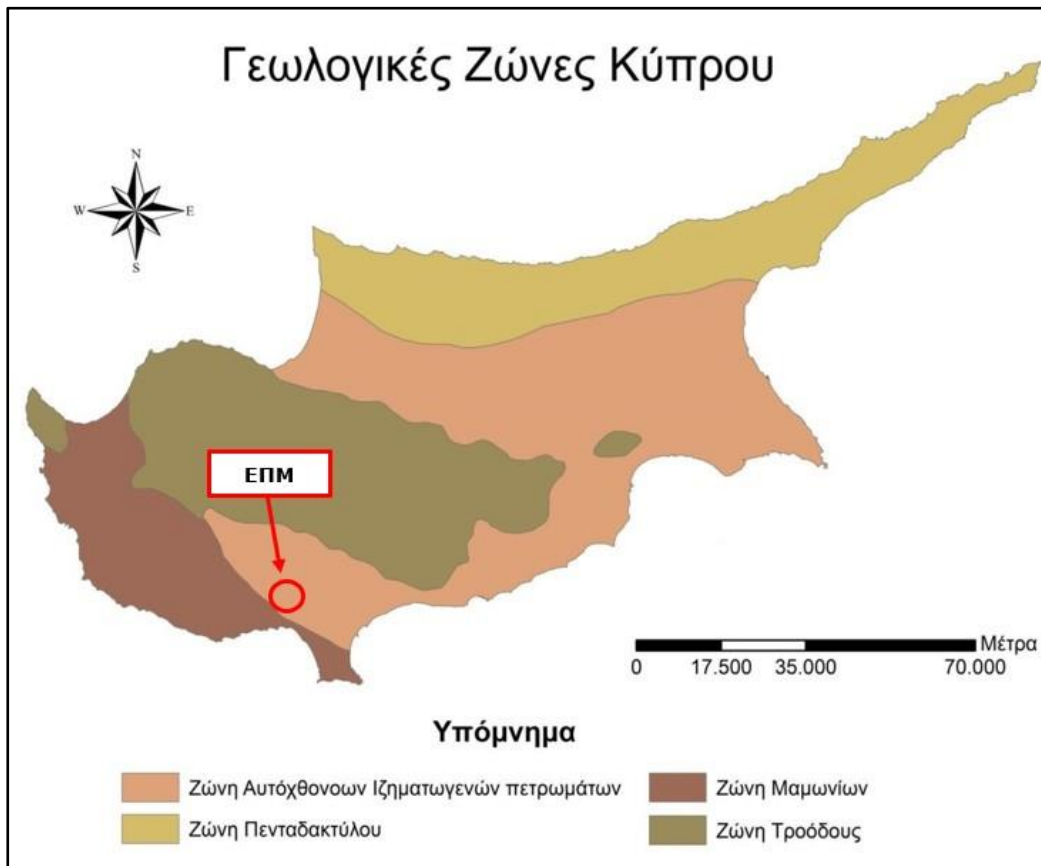 Γεωλογικές Ζώνες Κύπρου
N
W E
S
ΕΠΜ
Μέτρα
0 17.500 35.000 70.000
Υπόμνημα
Ζώνη Αυτόχθονοων Ιζηματωγενών πετρωμάτων
Ζώνη Μαμωνίων
Ζώνη Πενταδακτύλου
Ζώνη Τροόδους